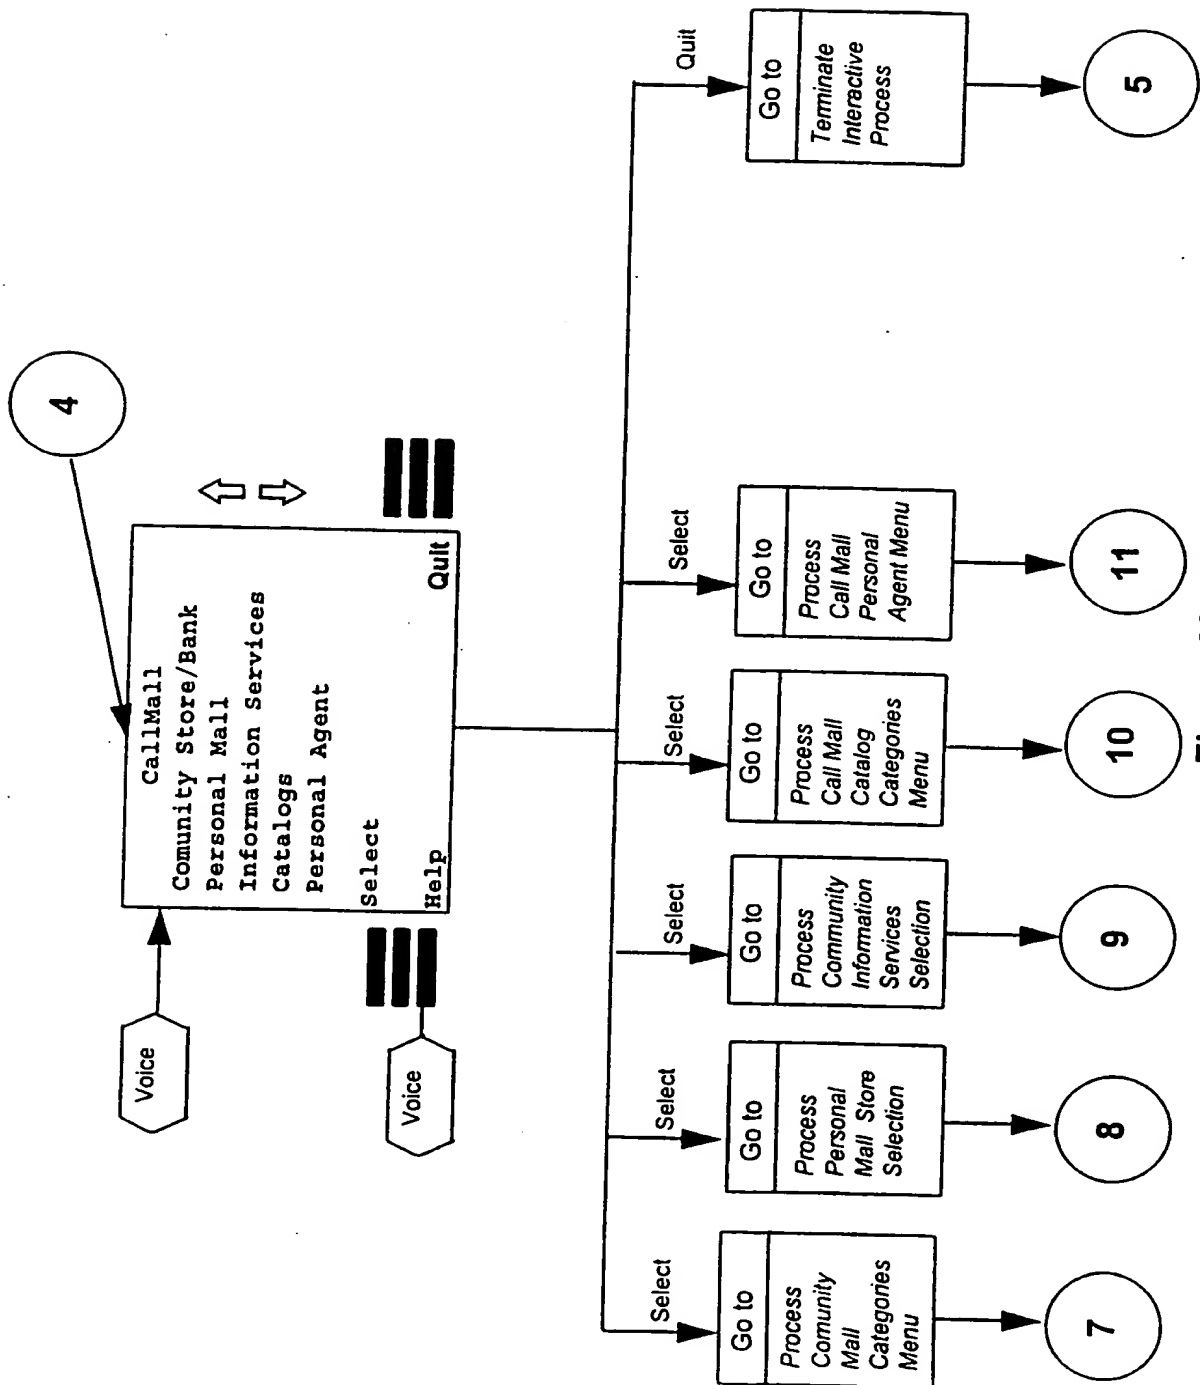 4
CallMall
Comunity Store/Bank
Personal Mall
Information Services
Catalogs
Personal Agent
Select
Help
Quit
Voice
Voice
Select
Select
Select
Select
Select
Quit
Go to
Process
Comunity
Mall
Categories
Menu
7
Go to
Process
Personal
Mall Store
Selection
8
Go to
Process
Community
Information
Services
Selection
9
Go to
Process
Call Mall
Catalog
Categories
Menu
10
Go to
Process
Call Mall
Personal
Agent Menu
11
Go to
Terminate
Interactive
Process
5